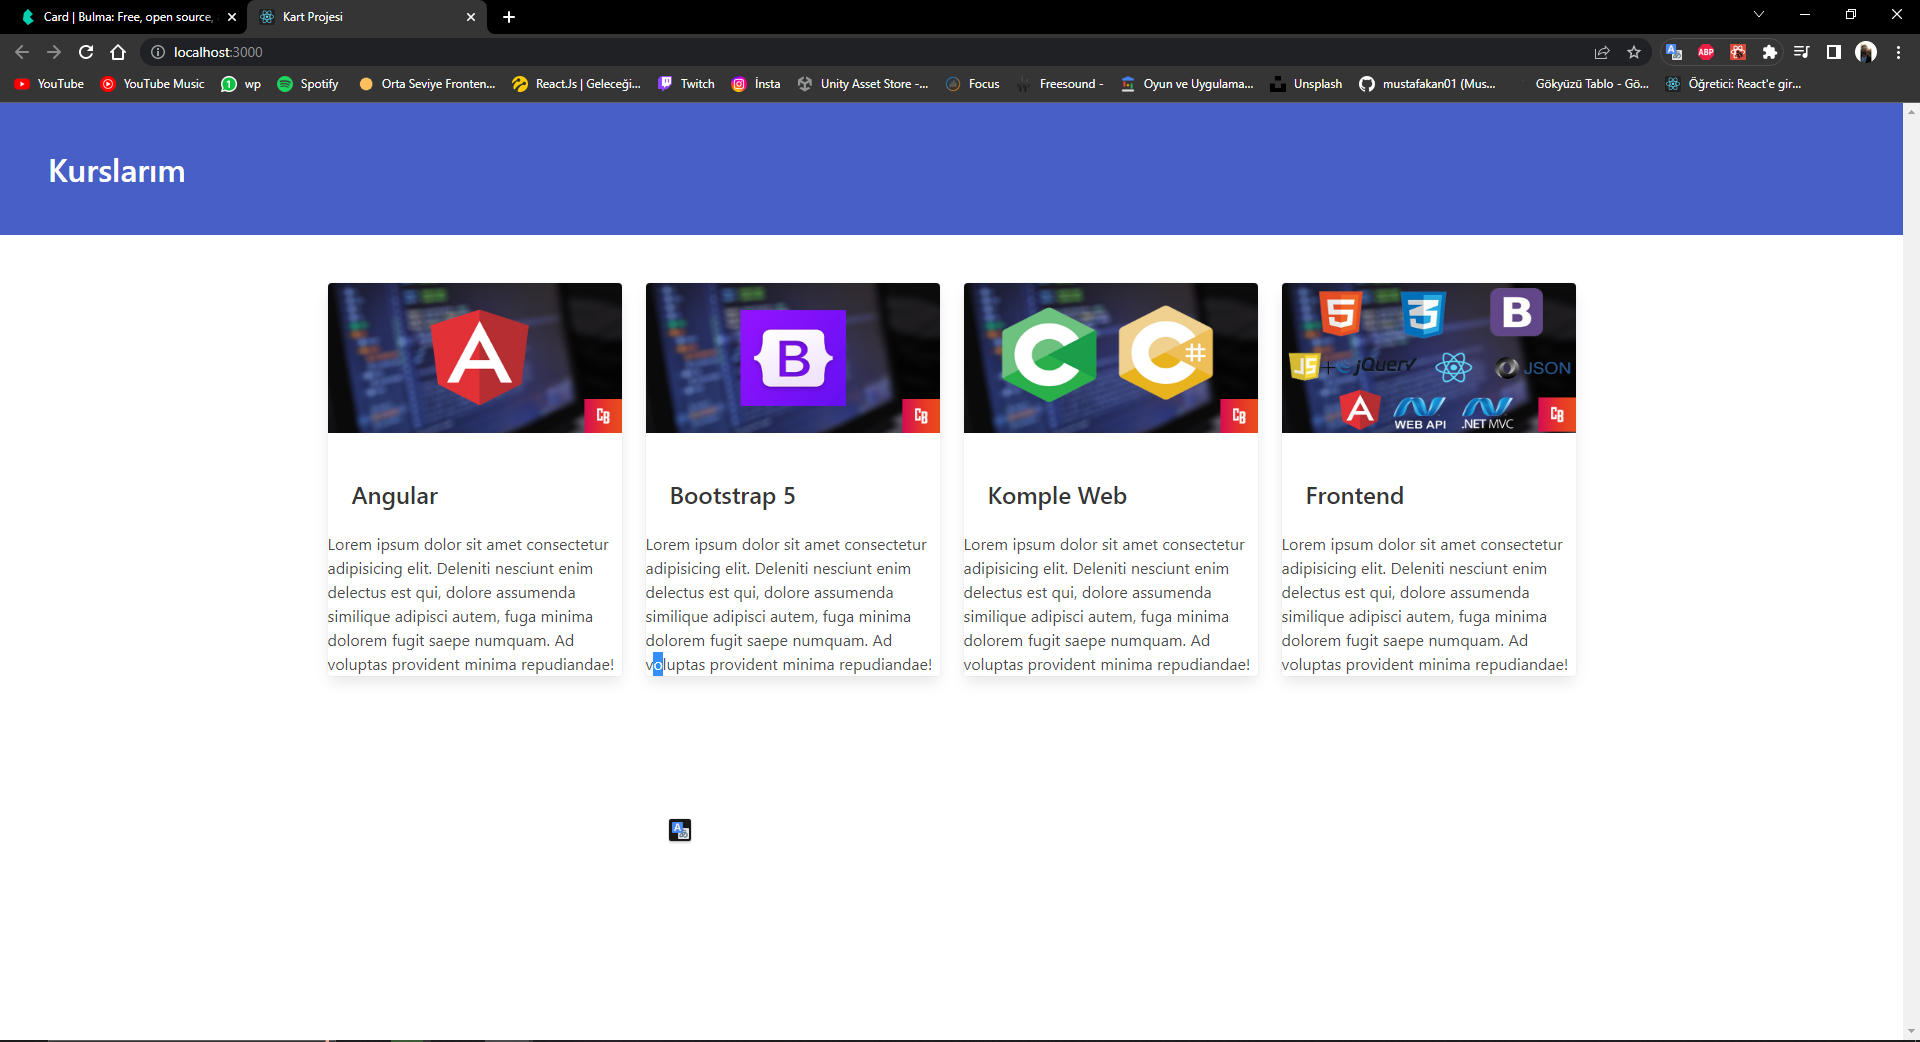 Card | Bulma: Free, open source,
Kart Projesi
localhost:3000
ABP
YouTube
YouTube Music
1
wp
Spotify
Orta Seviye Fronten...
React.Js | Geleceği...
Twitch
İnsta
Unity Asset Store -...
Focus
Freesound -
Oyun ve Uygulama...
Unsplash
mustafakan01 (Mus...
Gökyüzü Tablo - Gö...
Öğretici: React'e gir...
Kurslarım
A
CB
Angular
Lorem ipsum dolor sit amet consectetur
adipisicing elit. Deleniti nesciunt enim
delectus est qui, dolore assumenda
similique adipisci autem, fuga minima
dolorem fugit saepe numquam. Ad
voluptas provident minima repudiandae!
B
CB
Bootstrap 5
Lorem ipsum dolor sit amet consectetur
adipisicing elit. Deleniti nesciunt enim
delectus est qui, dolore assumenda
similique adipisci autem, fuga minima
dolorem fugit saepe numquam. Ad
voluptas provident minima repudiandae!
C C#
CB
Komple Web
Lorem ipsum dolor sit amet consectetur
adipisicing elit. Deleniti nesciunt enim
delectus est qui, dolore assumenda
similique adipisci autem, fuga minima
dolorem fugit saepe numquam. Ad
voluptas provident minima repudiandae!
5 3 B
JS + jQuery JSON
A WEB API .NET MVC CB
Frontend
Lorem ipsum dolor sit amet consectetur
adipisicing elit. Deleniti nesciunt enim
delectus est qui, dolore assumenda
similique adipisci autem, fuga minima
dolorem fugit saepe numquam. Ad
voluptas provident minima repudiandae!